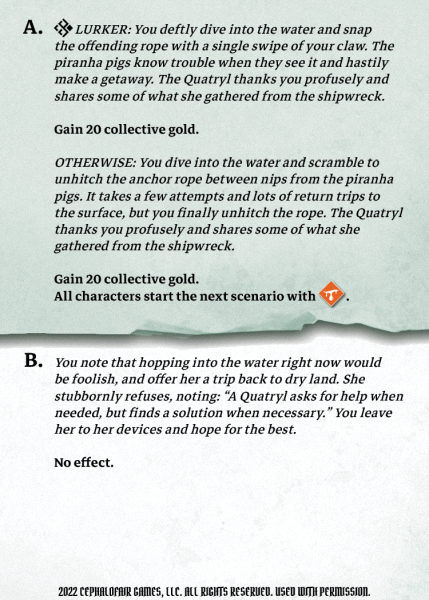 A. LURKER: You deftly dive into the water and snap
the offending rope with a single swipe of your claw. The
piranha pigs know trouble when they see it and hastily
make a getaway. The Quatryl thanks you profusely and
shares some of what she gathered from the shipwreck.
Gain 20 collective gold.
OTHERWISE: You dive into the water and scramble to
unhitch the anchor rope between nips from the piranha
pigs. It takes a few attempts and lots of return trips to
the surface, but you finally unhitch the rope. The Quatryl
thanks you profusely and shares some of what she
gathered from the shipwreck.
Gain 20 collective gold.
All characters start the next scenario with .
B. You note that hopping into the water right now would
be foolish, and offer her a trip back to dry land. She
stubbornly refuses, noting: “A Quatryl asks for help when
needed, but finds a solution when necessary.” You leave
her to her devices and hope for the best.
No effect.
2022 CEPHALOFAIR GAMES, LLC. ALL RIGHTS RESERVED. USED WITH PERMISSION.